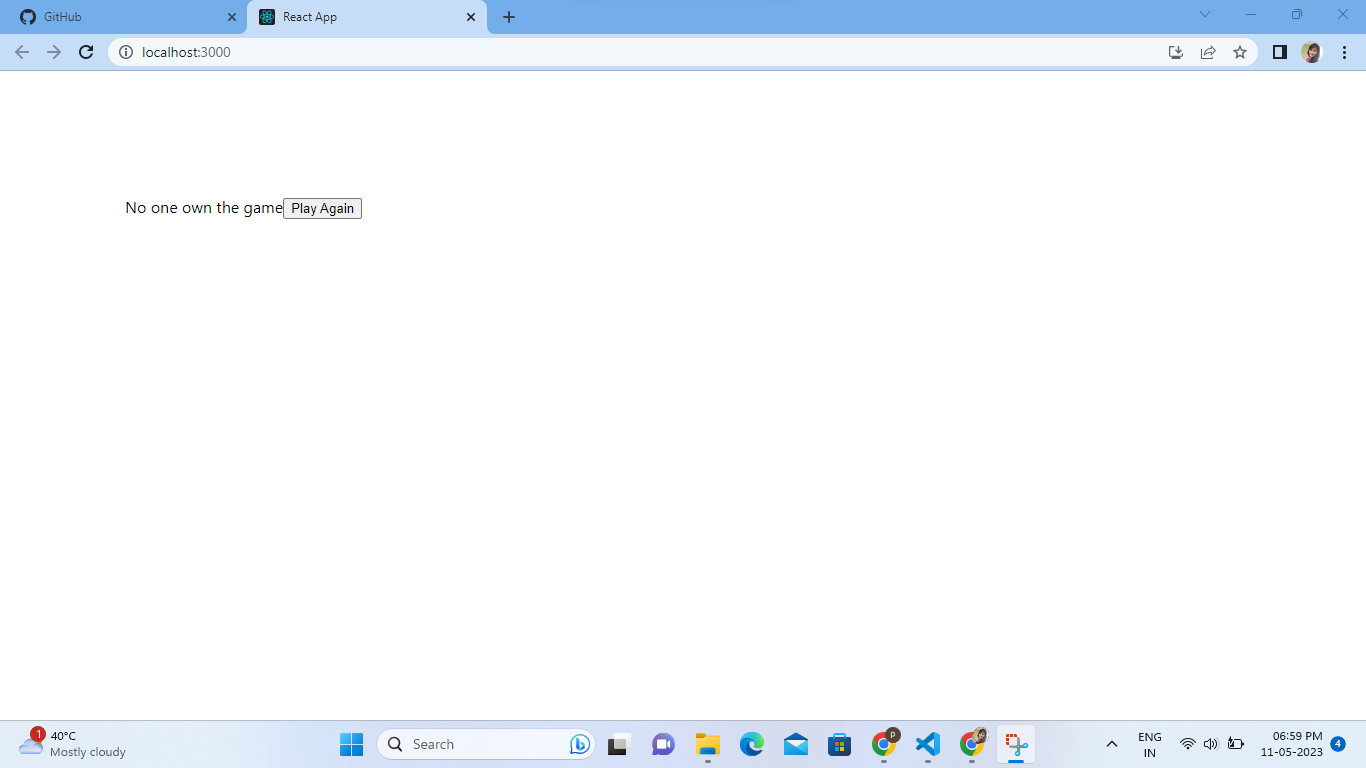 GitHub
React App
localhost:3000
No one own the game Play Again
1
40°C
Mostly cloudy
Search
P
ENG
IN
06:59 PM
11-05-2023
4